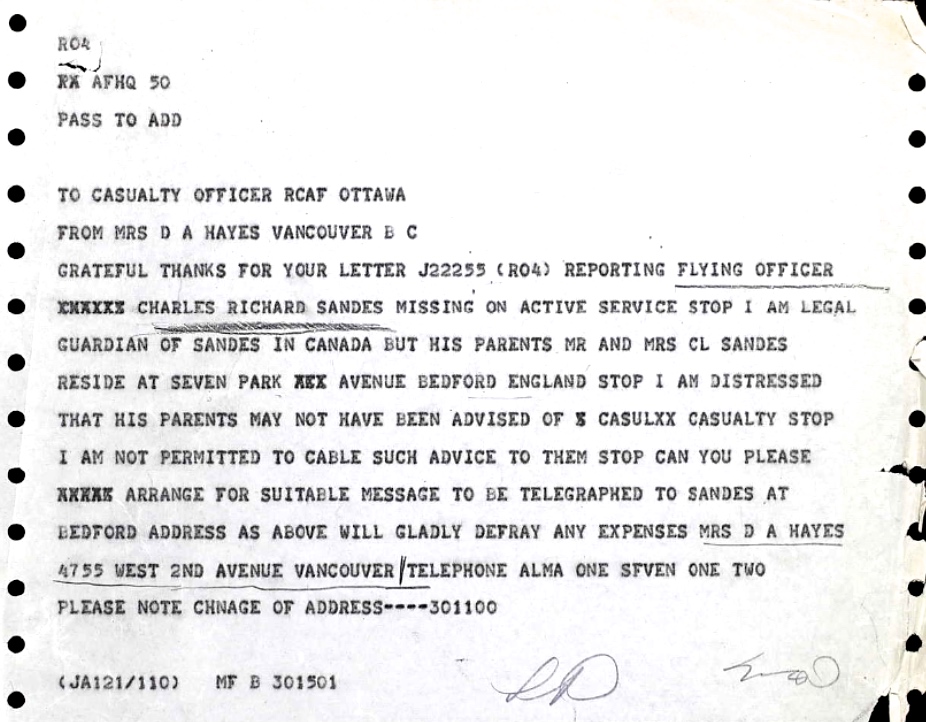 RO4
RX AFHQ 50
PASS TO ADD
TO CASUALTY OFFICER RCAF OTTAWA
FROM MRS D A HAYES VANCOUVER B C
GRATEFUL THANKS FOR YOUR LETTER J22255 (RO4) REPORTING FLYING OFFICER
XXXXXX CHARLES RICHARD SANDES MISSING ON ACTIVE SERVICE STOP I AM LEGAL
GUARDIAN OF SANDES IN CANADA BUT HIS PARENTS MR AND MRS CL SANDES
RESIDE AT SEVEN PARK XXX AVENUE BEDFORD ENGLAND STOP I AM DISTRESSED
THAT HIS PARENTS MAY NOT HAVE BEEN ADVISED OF X CASULXX CASUALTY STOP
I AM NOT PERMITTED TO CABLE SUCH ADVICE TO THEM STOP CAN YOU PLEASE
XXXXX ARRANGE FOR SUITABLE MESSAGE TO BE TELEGRAPHED TO SANDES AT
BEDFORD ADDRESS AS ABOVE WILL GLADLY DEFRAY ANY EXPENSES MRS D A HAYES
4755 WEST 2ND AVENUE VANCOUVER/TELEPHONE ALMA ONE SFVEN ONE TWO
PLEASE NOTE CHNAGE OF ADDRESS----301100
(JA121/110) MF B 301501